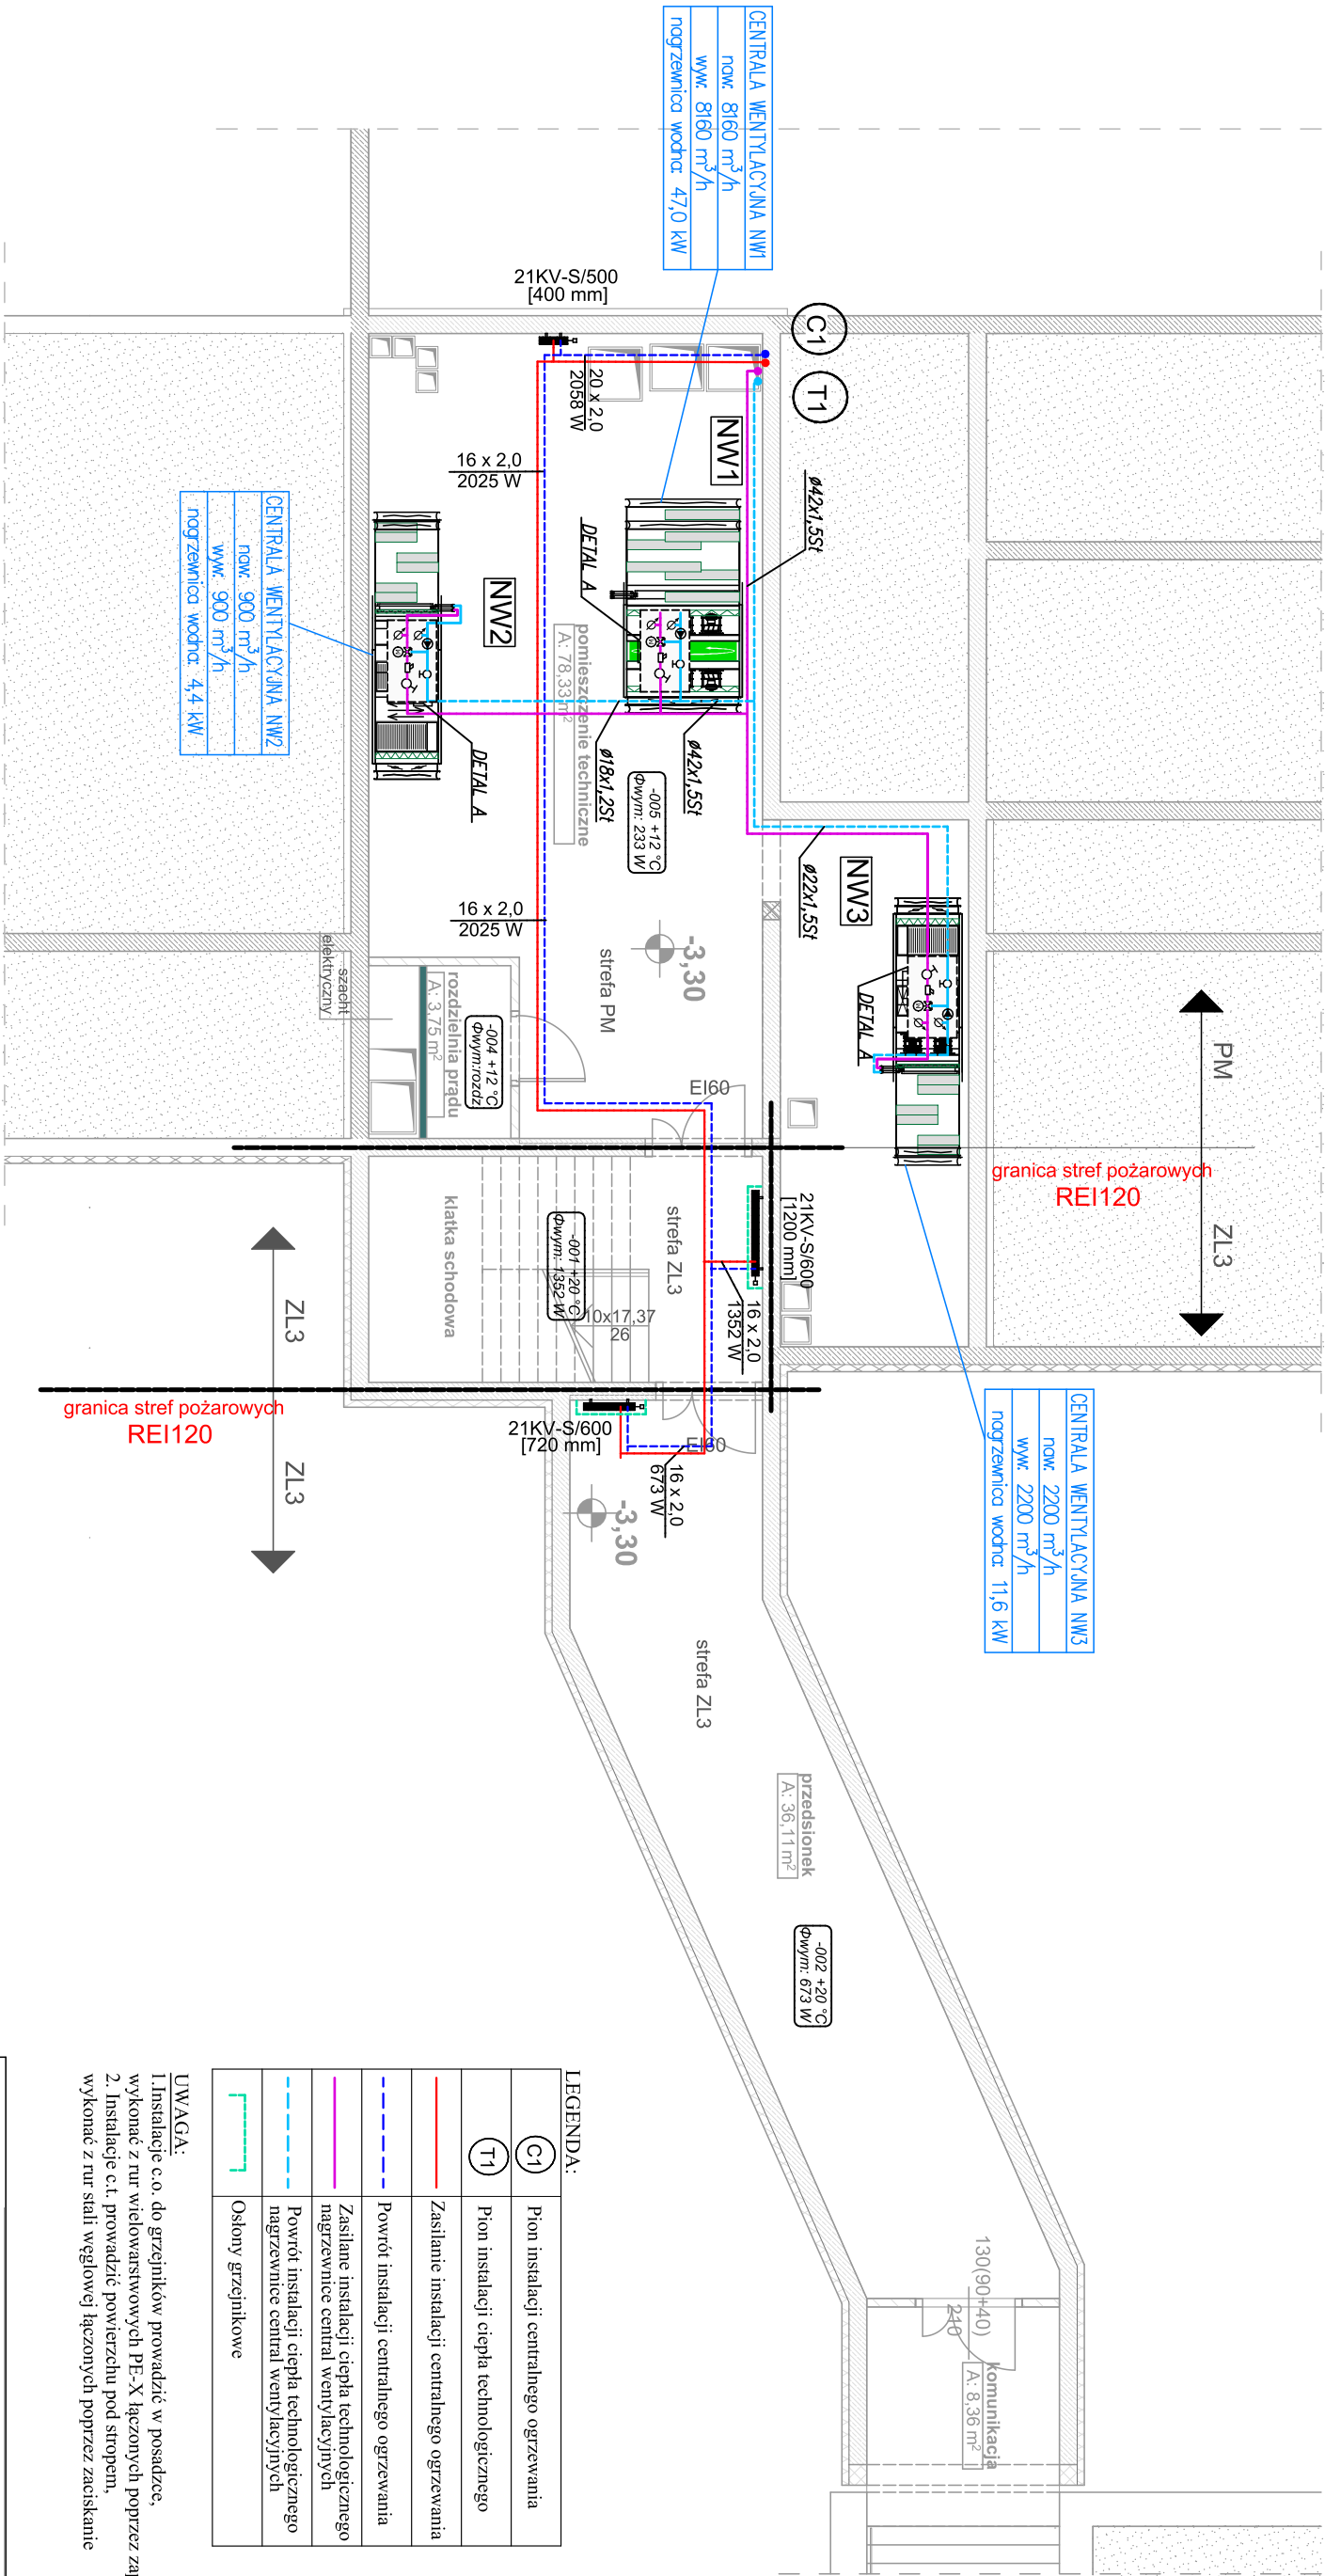 CENTRALA WENTYLACYJNA NW1
naw: 8160 m³/h
wyw: 8160 m³/h
nagrzewnica wodna: 47,0 kW
21KV-S/500
[400 mm]
C1
T1
20 x 2,0
2058 W
NW1
ø42x1,5St
16 x 2,0
2025 W
DETAL A
CENTRALA WENTYLACYJNA NW2
naw: 900 m³/h
wyw: 900 m³/h
nagrzewnica wodna: 4,4 kW
NW2
pomieszczenie techniczne
A: 78,33 m²
DETAL A
ø18x1,2St
ø42x1,5St
-005 +12 °C
Φwym: 233 W
ø22x1,5St
NW3
DETAL A
16 x 2,0
2025 W
-3,30
strefa PM
szacht
elektryczny
rozdzielnia prądu
A: 3,75 m²
-004 +12 °C
Φwym:rozdz
EI60
PM
granica stref pożarowych
REI120
ZL3
21KV-S/600
[1200 mm]
16 x 2,0
1352 W
strefa ZL3
klatka schodowa
-001 +20 °C
Φwym: 1352 W
10x17,37
26
ZL3
granica stref pożarowych
REI120
ZL3
21KV-S/600
[720 mm]
EI60
16 x 2,0
673 W
-3,30
CENTRALA WENTYLACYJNA NW3
naw: 2200 m³/h
wyw: 2200 m³/h
nagrzewnica wodna: 11,6 kW
strefa ZL3
przedsionek
A: 36,11 m²
-002 +20 °C
Φwym: 673 W
130(90+40)
210
komunikacja
A: 8,36 m²
LEGENDA:
C1 Pion instalacji centralnego ogrzewania
T1 Pion instalacji ciepła technologicznego
Zasilanie instalacji centralnego ogrzewania
Powrót instalacji centralnego ogrzewania
Zasilane instalacji ciepła technologicznego
nagrzewnice central wentylacyjnych
Powrót instalacji ciepła technologicznego
nagrzewnice central wentylacyjnych
Osłony grzejnikowe
UWAGA:
1.Instalacje c.o. do grzejników prowadzić w posadzce,
wykonać z rur wielowarstwowych PE-X łączonych poprzez zap
2. Instalacje c.t. prowadzić powierzchu pod stropem,
wykonać z rur stali węglowej łączonych poprzez zaciskanie